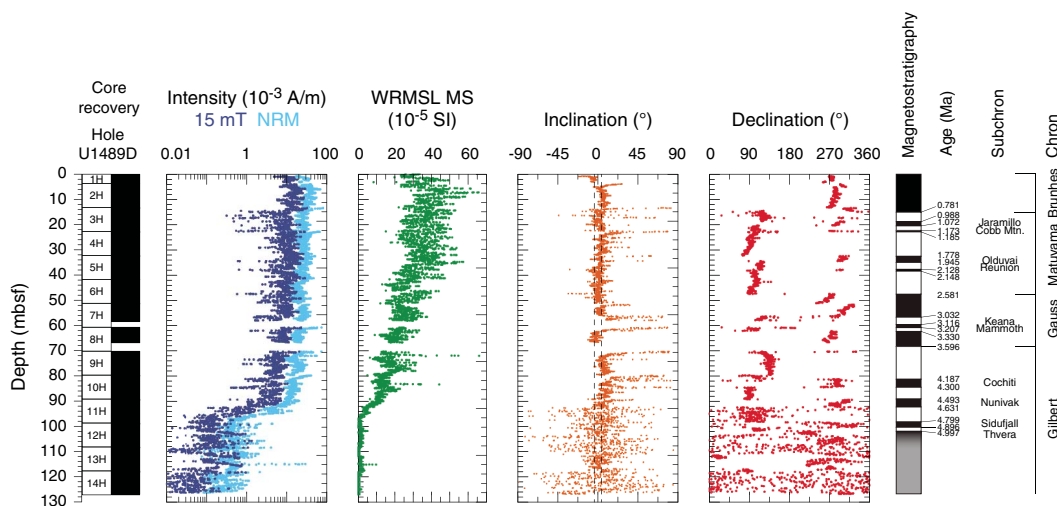 Core
recovery
Hole
U1489D
Intensity (10-3 A/m)
15 mT NRM
WRMSL MS
(10-5 SI)
Inclination (°)
Declination (°)
Magnetostratigraphy
Age (Ma)
Subchron
Chron
0.01 1 100
0 20 40 60
-90 0 90
0 90 180 270 360
Depth (mbsf)
0
10
20
30
40
50
60
70
80
90
100
110
120
130
1H
2H
3H
4H
5H
6H
7H
8H
9H
10H
11H
12H
13H
14H
0.781
0.988
1.072
1.173
1.185
1.778
1.945
2.128
2.148
2.581
3.032
3.116
3.207
3.330
3.596
4.187
4.300
4.493
4.631
4.799
4.896
4.997
Jaramillo
Cobb Mtn.
Olduvai
Reunion
Keana
Mammoth
Cochiti
Nunivak
Sidufjall
Thvera
Brunhes
Matuyama
Gauss
Gilbert